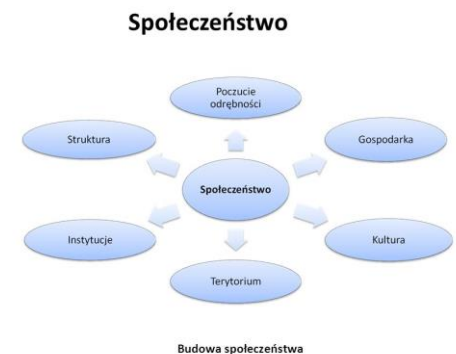 Społeczeństwo
Poczucie
odrębności
Struktura
Gospodarka
Społeczeństwo
Instytucje
Kultura
Terytorium
Budowa społeczeństwa